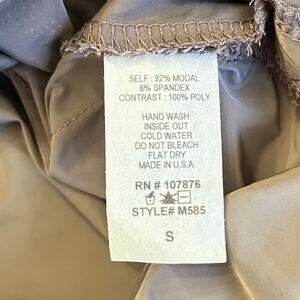 SELF : 92% MODAL
8% SPANDEX
CONTRAST : 100% POLY
HAND WASH
INSIDE OUT
COLD WATER
DO NOT BLEACH
FLAT DRY
MADE IN U.S.A.
RN # 107876
STYLE# M585
S